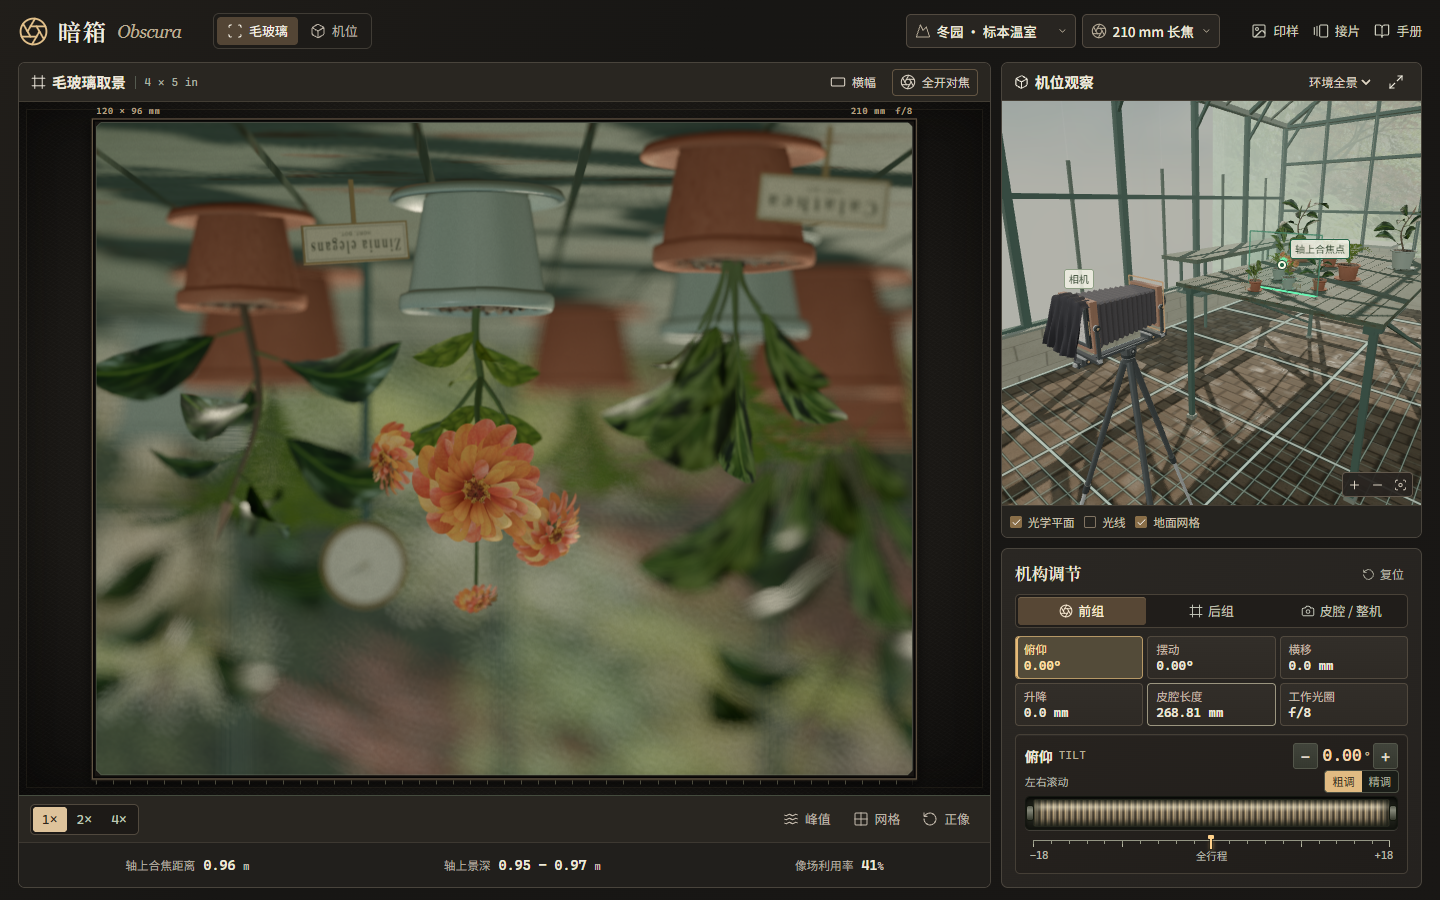 暗箱 Obscura
毛玻璃
机位
冬园 · 标本温室
210 mm 长焦
印样
接片
手册
毛玻璃取景
4 × 5 in
横幅
全开对焦
120 × 96 mm
210 mm f/8
Zinnia elegans
Calathea
机位观察
环境全景
轴上合焦点
相机
光学平面
光线
地面网格
机构调节
复位
前组
后组
皮腔 / 整机
俯仰
0.00°
摆动
0.00°
横移
0.0 mm
升降
0.0 mm
皮腔长度
268.81 mm
工作光圈
f/8
俯仰 TILT
− 0.00° +
左右滚动
粗调 精调
−18
全行程
+18
1× 2× 4×
峰值
网格
正像
轴上合焦距离 0.96 m
轴上景深 0.95 − 0.97 m
像场利用率 41%